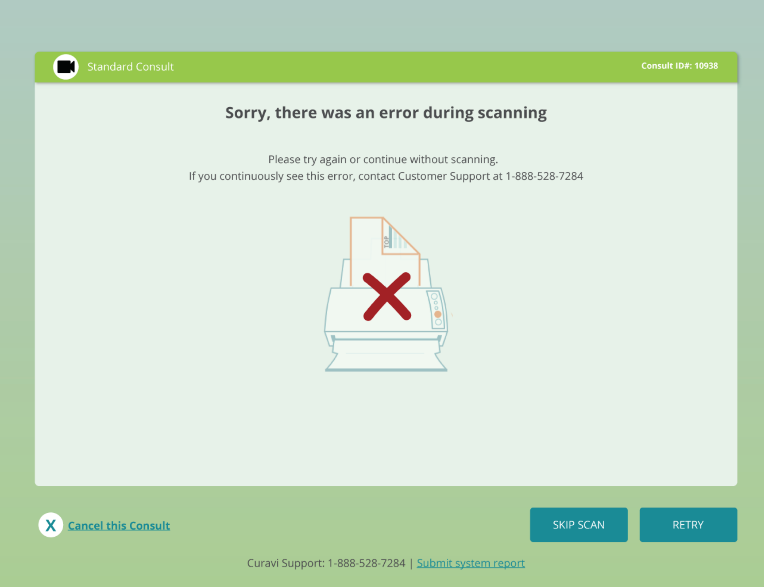 Standard Consult
Consult ID#: 10938
Sorry, there was an error during scanning
Please try again or continue without scanning.
If you continuously see this error, contact Customer Support at 1-888-528-7284
TOP
X
Cancel this Consult
SKIP SCAN
RETRY
Curavi Support: 1-888-528-7284 | Submit system report